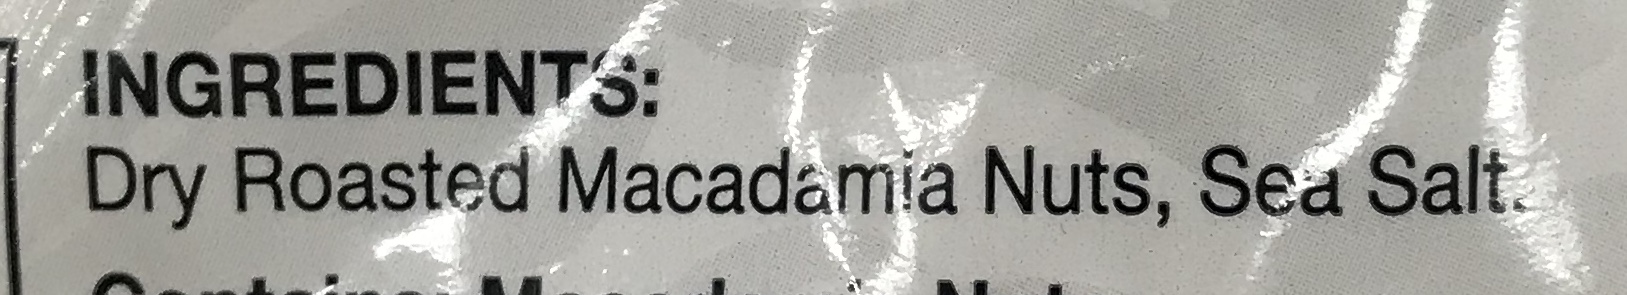 INGREDIENTS:
Dry Roasted Macadamia Nuts, Sea Salt.